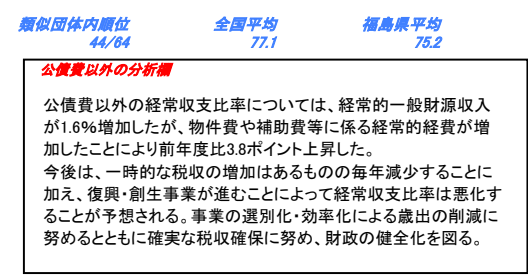 類似団体内順位 全国平均 福島県平均
44/64 77.1 75.2
公債費以外の分析欄
公債費以外の経常収支比率については、経常的一般財源収入
が1.6%増加したが、物件費や補助費等に係る経常的経費が増
加したことにより前年度比3.8ポイント上昇した。
今後は、一時的な税収の増加はあるものの毎年減少することに
加え、復興・創生事業が進むことによって経常収支比率は悪化す
ることが予想される。事業の選別化・効率化による歳出の削減に
努めるとともに確実な税収確保に努め、財政の健全化を図る。